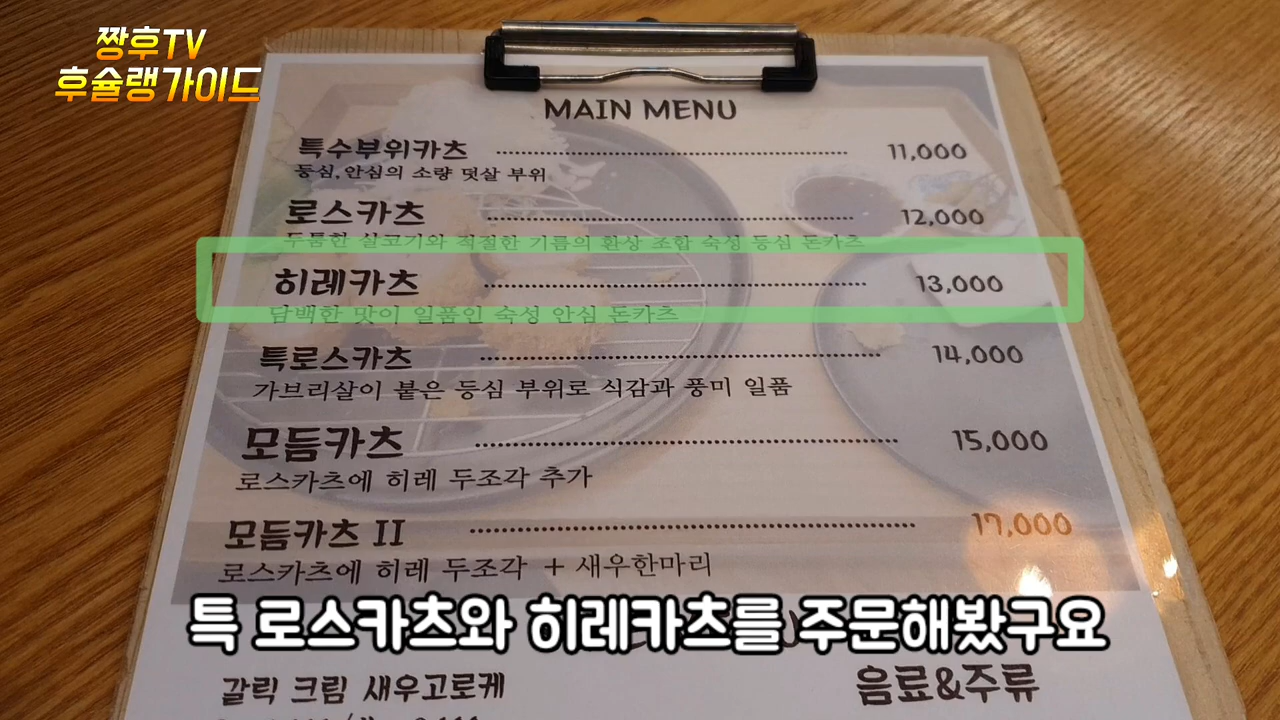 짱후TV
후슐랭가이드
MAIN MENU
특수부위카츠 11,000
등심,안심의 소량 덧살 부위
로스카츠 12,000
두툼한 살코기와 적절한 기름의 환상 조합 숙성 등심 돈카츠
히레카츠 13,000
담백한 맛이 일품인 숙성 안심 돈카츠
특로스카츠 14,000
가브리살이 붙은 등심 부위로 식감과 풍미 일품
모듬카츠 15,000
로스카츠에 히레 두조각 추가
모듬카츠 II 17,000
로스카츠에 히레 두조각 + 새우한마리
특 로스카츠와 히레카츠를 주문해봤구요
갈릭 크림 새우고로케 음료&주류